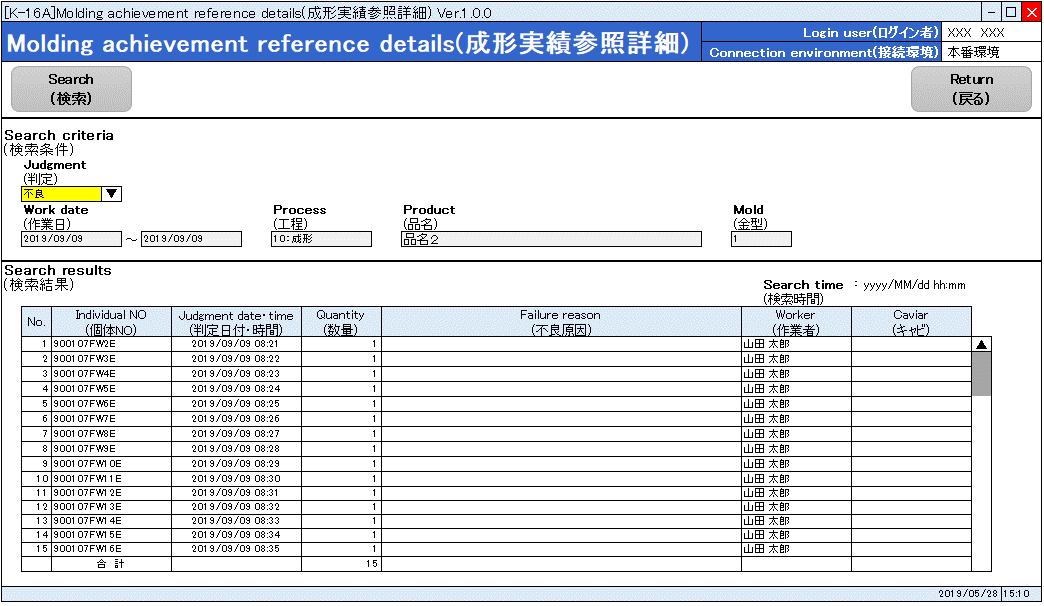 [K-16A]Molding achievement reference details(成形実績参照詳細) Ver.1.0.0
Molding achievement reference details(成形実績参照詳細)
Login user(ログイン者) XXX XXX
Connection environment(接続環境) 本番環境
Search
(検索)
Return
(戻る)
Search criteria
(検索条件)
Judgment
(判定)
不良 ▼
Work date Process Product Mold
(作業日) (工程) (品名) (金型)
2019/09/09 ～ 2019/09/09 10:成形 品名２ 1
Search results
(検索結果)
Search time : yyyy/MM/dd hh:mm
(検索時間)
No. Individual NO Judgment date･time Quantity Failure reason Worker Caviar
(個体NO) (判定日付･時間) (数量) (不良原因) (作業者) (キャビ)
1 900107FW2E 2019/09/09 08:21 1 山田 太郎
2 900107FW3E 2019/09/09 08:22 1 山田 太郎
3 900107FW4E 2019/09/09 08:23 1 山田 太郎
4 900107FW5E 2019/09/09 08:24 1 山田 太郎
5 900107FW6E 2019/09/09 08:25 1 山田 太郎
6 900107FW7E 2019/09/09 08:26 1 山田 太郎
7 900107FW8E 2019/09/09 08:27 1 山田 太郎
8 900107FW9E 2019/09/09 08:28 1 山田 太郎
9 900107FW10E 2019/09/09 08:29 1 山田 太郎
10 900107FW11E 2019/09/09 08:30 1 山田 太郎
11 900107FW12E 2019/09/09 08:31 1 山田 太郎
12 900107FW13E 2019/09/09 08:32 1 山田 太郎
13 900107FW14E 2019/09/09 08:33 1 山田 太郎
14 900107FW15E 2019/09/09 08:34 1 山田 太郎
15 900107FW16E 2019/09/09 08:35 1 山田 太郎
合 計 15
2019/05/28 15:10